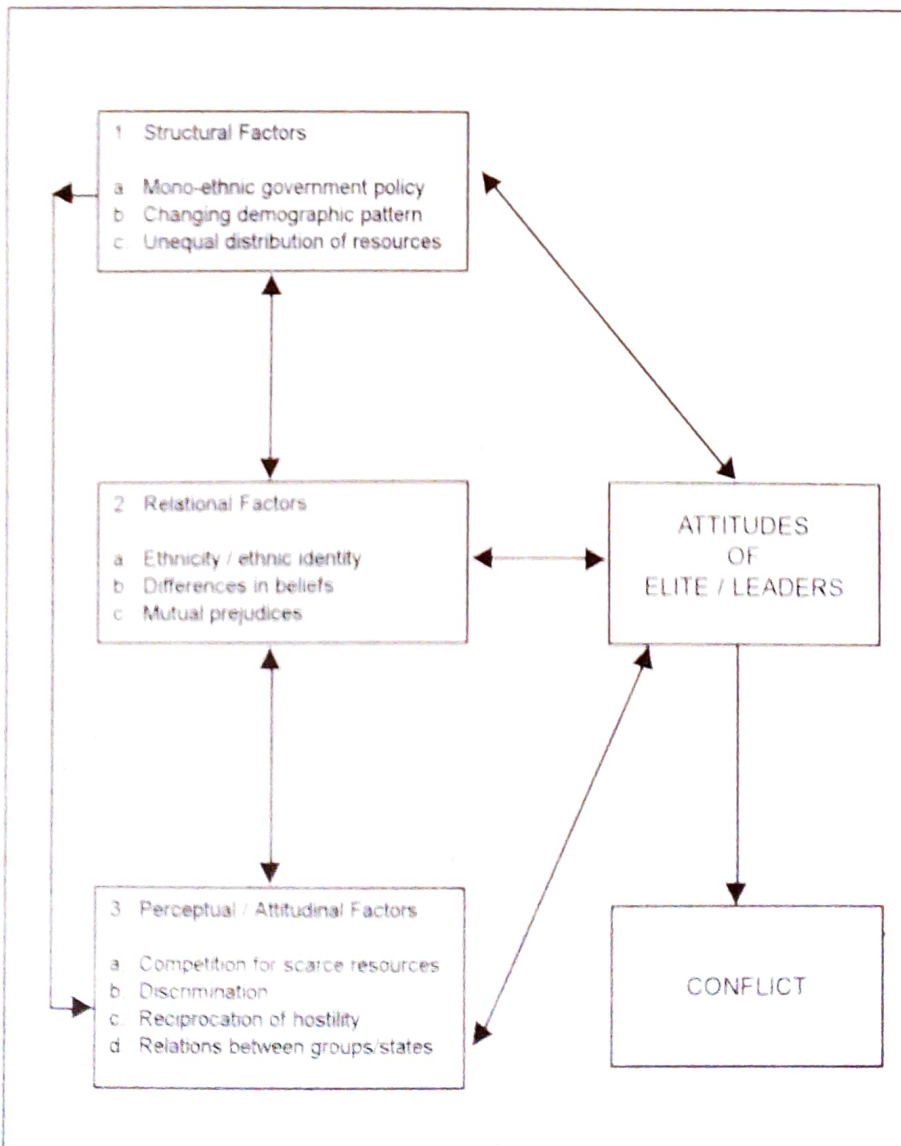 1 Structural Factors
a Mono-ethnic government policy
b Changing demographic pattern
c. Unequal distribution of resources
2 Relational Factors
a Ethnicity / ethnic identity
b Differences in beliefs
c Mutual prejudices
ATTITUDES
OF
ELITE / LEADERS
3 Perceptual / Attitudinal Factors
a Competition for scarce resources
b Discrimination
c. Reciprocation of hostility
d Relations between groups/states
CONFLICT